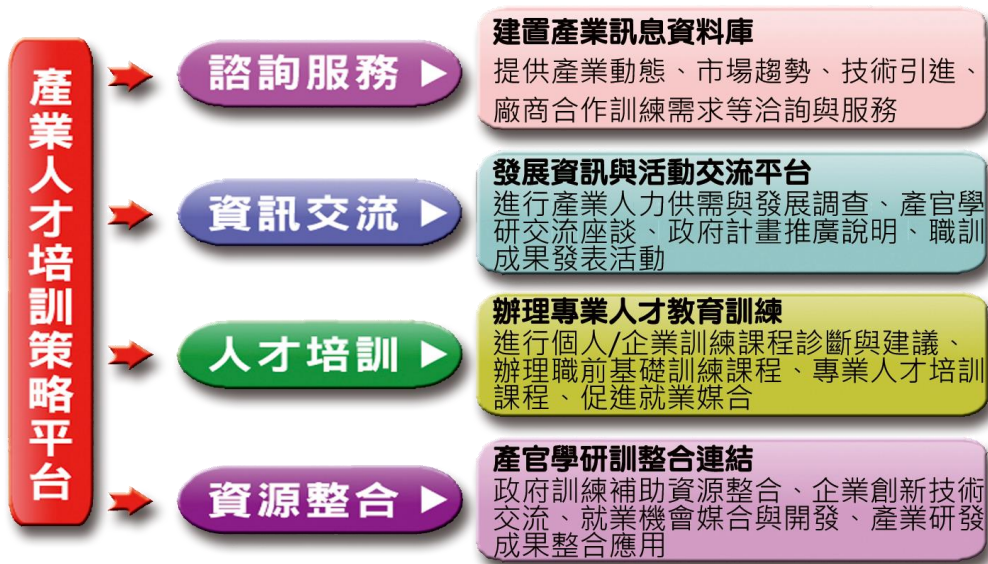 產業人才培訓策略平台
諮詢服務
建置產業訊息資料庫
提供產業動態、市場趨勢、技術引進、
廠商合作訓練需求等洽詢與服務
資訊交流
發展資訊與活動交流平台
進行產業人力供需與發展調查、產官學
研交流座談、政府計畫推廣說明、職訓
成果發表活動
人才培訓
辦理專業人才教育訓練
進行個人/企業訓練課程診斷與建議、
辦理職前基礎訓練課程、專業人才培訓
課程、促進就業媒合
資源整合
產官學研訓整合連結
政府訓練補助資源整合、企業創新技術
交流、就業機會媒合與開發、產業研發
成果整合應用